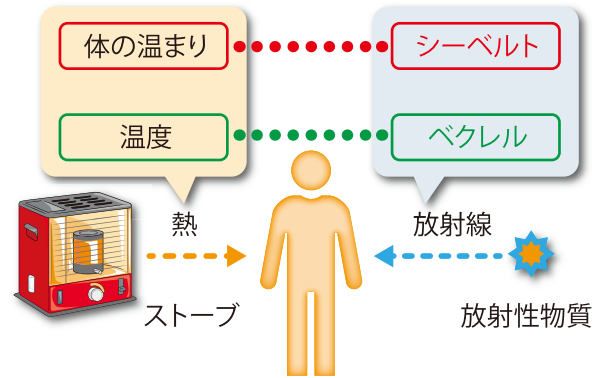 体の温まり
シーベルト
温度
ベクレル
熱
放射線
ストーブ
放射性物質